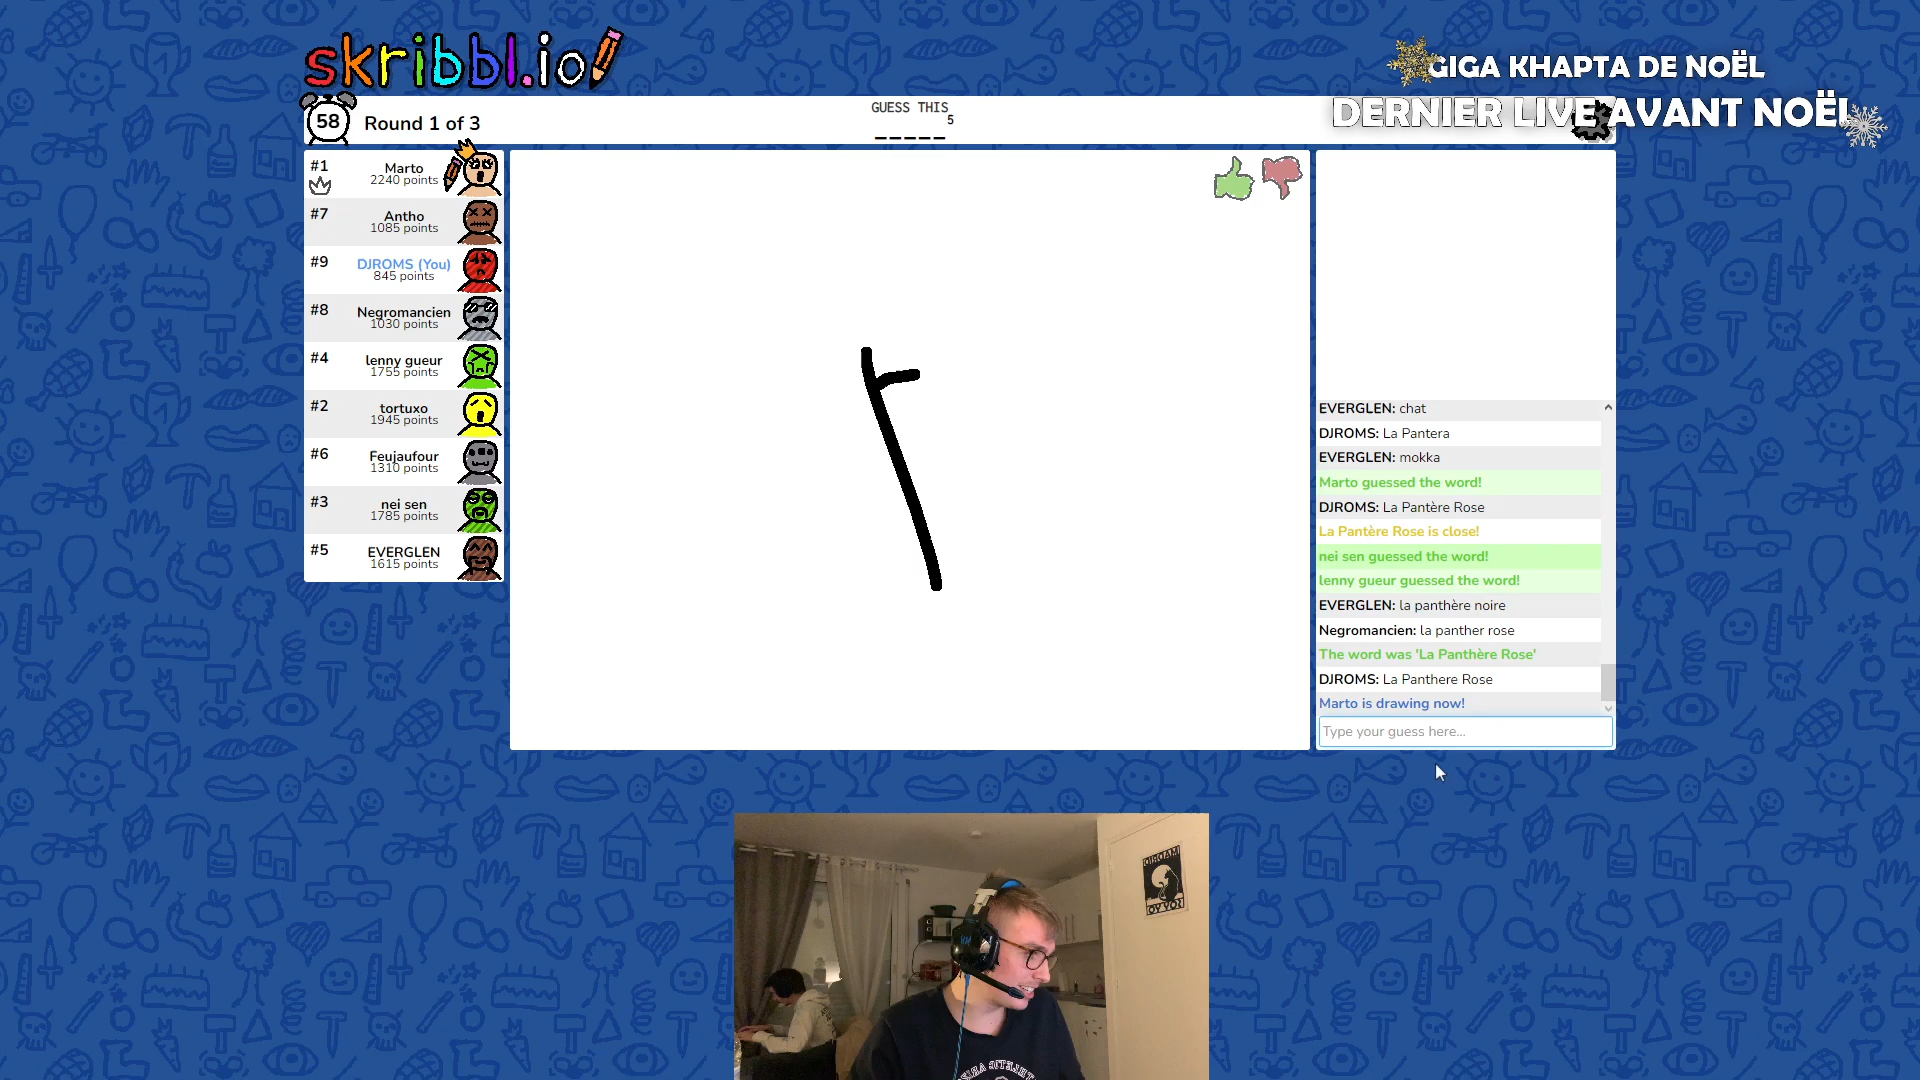 skribbl.io
GIGA KHAPTA DE NOËL
DERNIER LIVE AVANT NOËL
58
Round 1 of 3
GUESS THIS
_____ 5
#1 Marto
2240 points
#7 Antho
1085 points
#9 DJROMS (You)
845 points
#8 Negromancien
1030 points
#4 lenny gueur
1755 points
#2 tortuxo
1945 points
#6 Feujaufour
1310 points
#3 nei sen
1785 points
#5 EVERGLEN
1615 points
EVERGLEN: chat
DJROMS: La Pantera
EVERGLEN: mokka
Marto guessed the word!
DJROMS: La Pantère Rose
La Pantère Rose is close!
nei sen guessed the word!
lenny gueur guessed the word!
EVERGLEN: la panthère noire
Negromancien: la panther rose
The word was 'La Panthère Rose'
DJROMS: La Panthere Rose
Marto is drawing now!
Type your guess here...